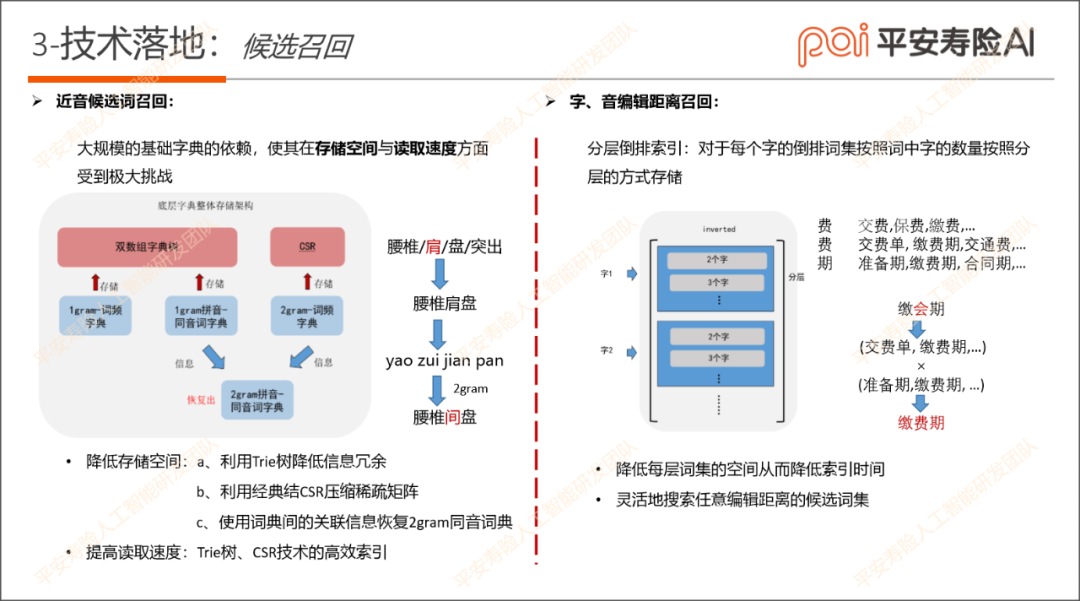 3-技术落地：候选召回
pai 平安寿险AI
➢ 近音候选词召回：
大规模的基础字典的依赖，使其在存储空间与读取速度方面
受到极大挑战
底层字典整体存储架构
双数组字典树
CSR
存储
存储
存储
1gram-词频
字典
1gram拼音-
同音词字典
2gram-词频
字典
信息
信息
恢复出
2gram拼音-
同音词字典
腰椎/肩/盘/突出
腰椎肩盘
yao zui jian pan
2gram
腰椎间盘
• 降低存储空间：a、利用Trie树降低信息冗余
b、利用经典结CSR压缩稀疏矩阵
c、使用词典间的关联信息恢复2gram同音词典
• 提高读取速度：Trie树、CSR技术的高效索引
➢ 字、音编辑距离召回：
分层倒排索引：对于每个字的倒排词集按照词中字的数量按照分
层的方式存储
inverted
字1
2个字
3个字
⋮
分层
字2
2个字
3个字
⋮
费 交费,保费,缴费,...
费 交费单, 缴费期,交通费,...
期 准备期,缴费期, 合同期,...
缴会期
(交费单, 缴费期,...)
×
(准备期,缴费期, ...)
缴费期
• 降低每层词集的空间从而降低索引时间
• 灵活地搜索任意编辑距离的候选词集
平安寿险人工智能研发团队